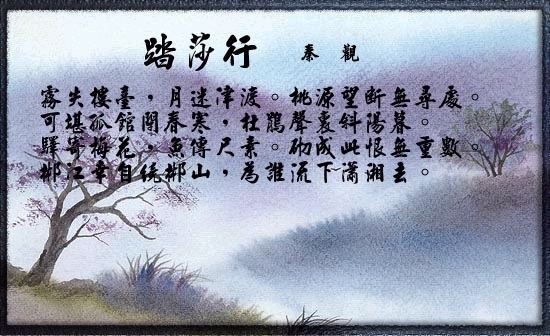 踏莎行 秦 觀
霧失樓臺，月迷津渡。桃源望斷無尋處。
可堪孤館閉春寒，杜鵑聲裏斜陽暮。
驛寄梅花，魚傳尺素。砌成此恨無重數。
郴江幸自繞郴山，為誰流下瀟湘去。